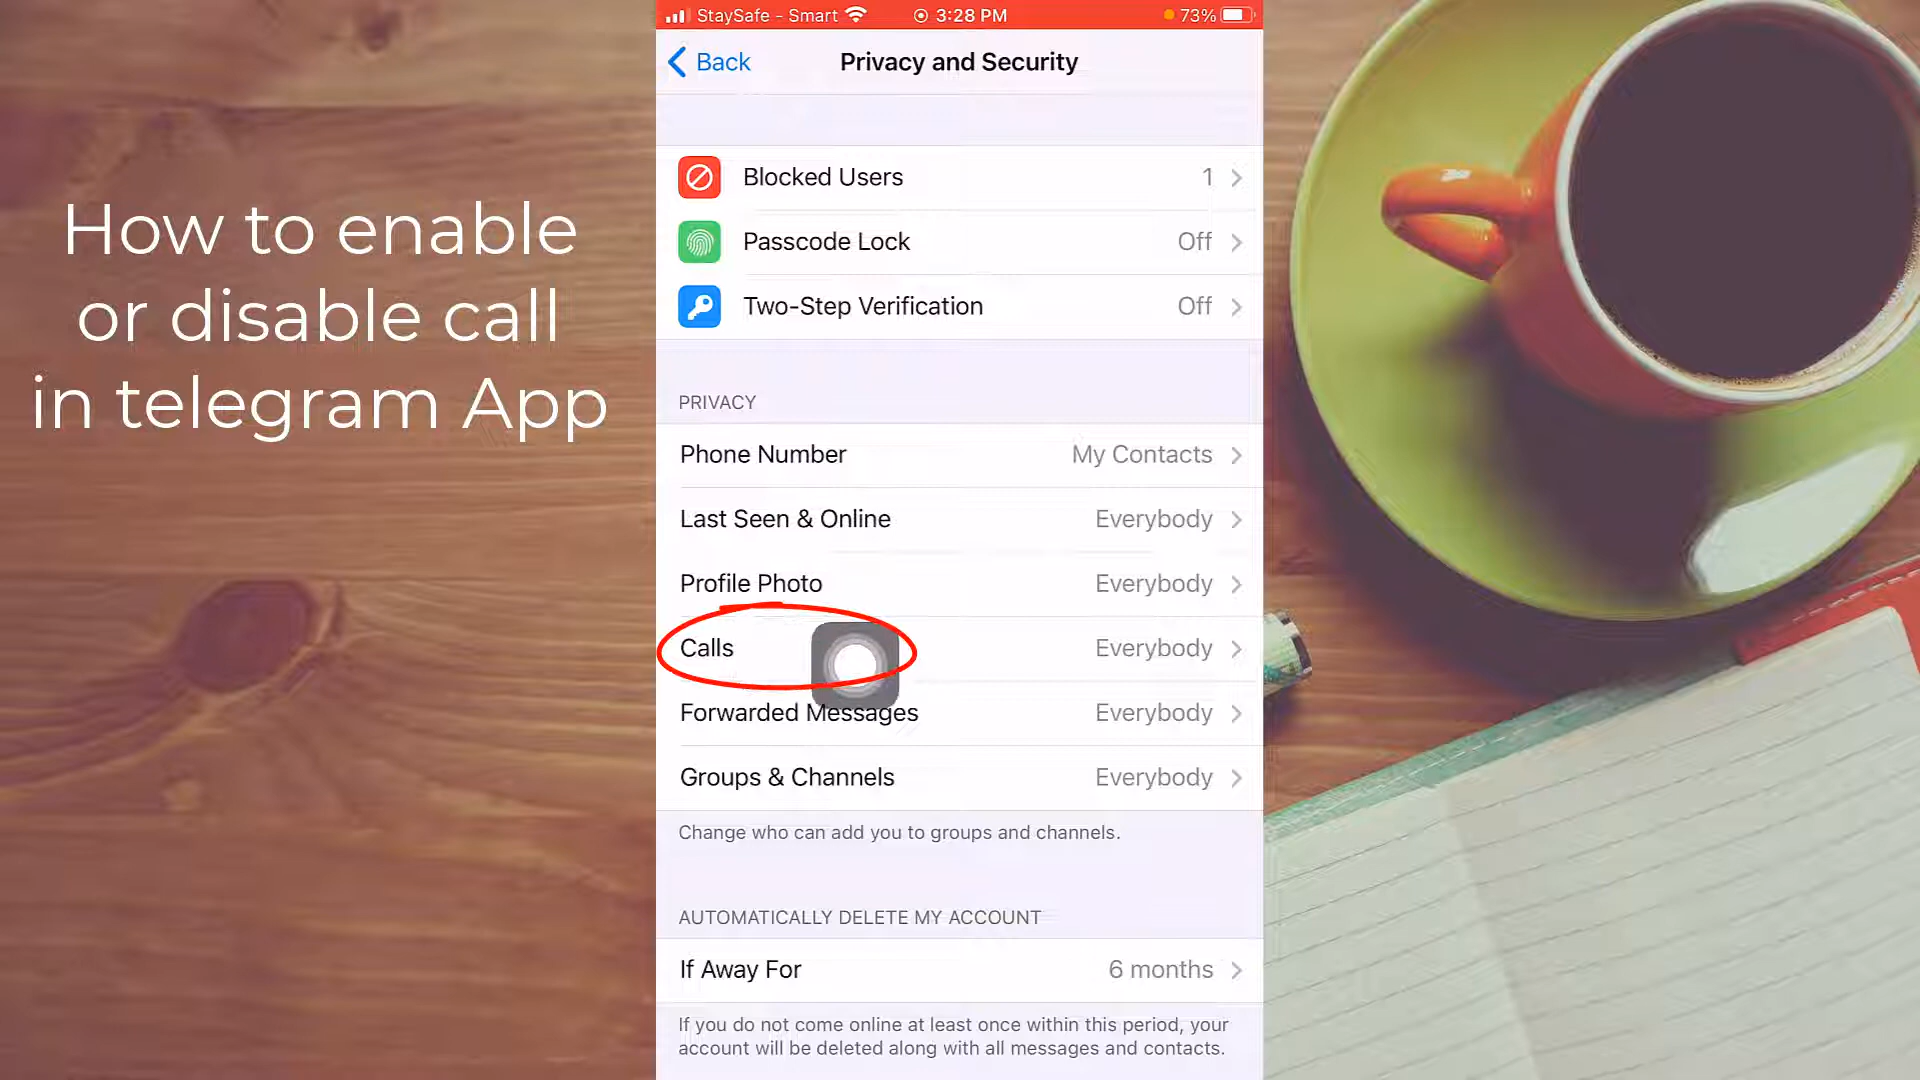 How to enable
or disable call
in telegram App
StaySafe - Smart 3:28 PM 73%
Back Privacy and Security
Blocked Users 1
Passcode Lock Off
Two-Step Verification Off
PRIVACY
Phone Number My Contacts
Last Seen & Online Everybody
Profile Photo Everybody
Calls Everybody
Forwarded Messages Everybody
Groups & Channels Everybody
Change who can add you to groups and channels.
AUTOMATICALLY DELETE MY ACCOUNT
If Away For 6 months
If you do not come online at least once within this period, your
account will be deleted along with all messages and contacts.